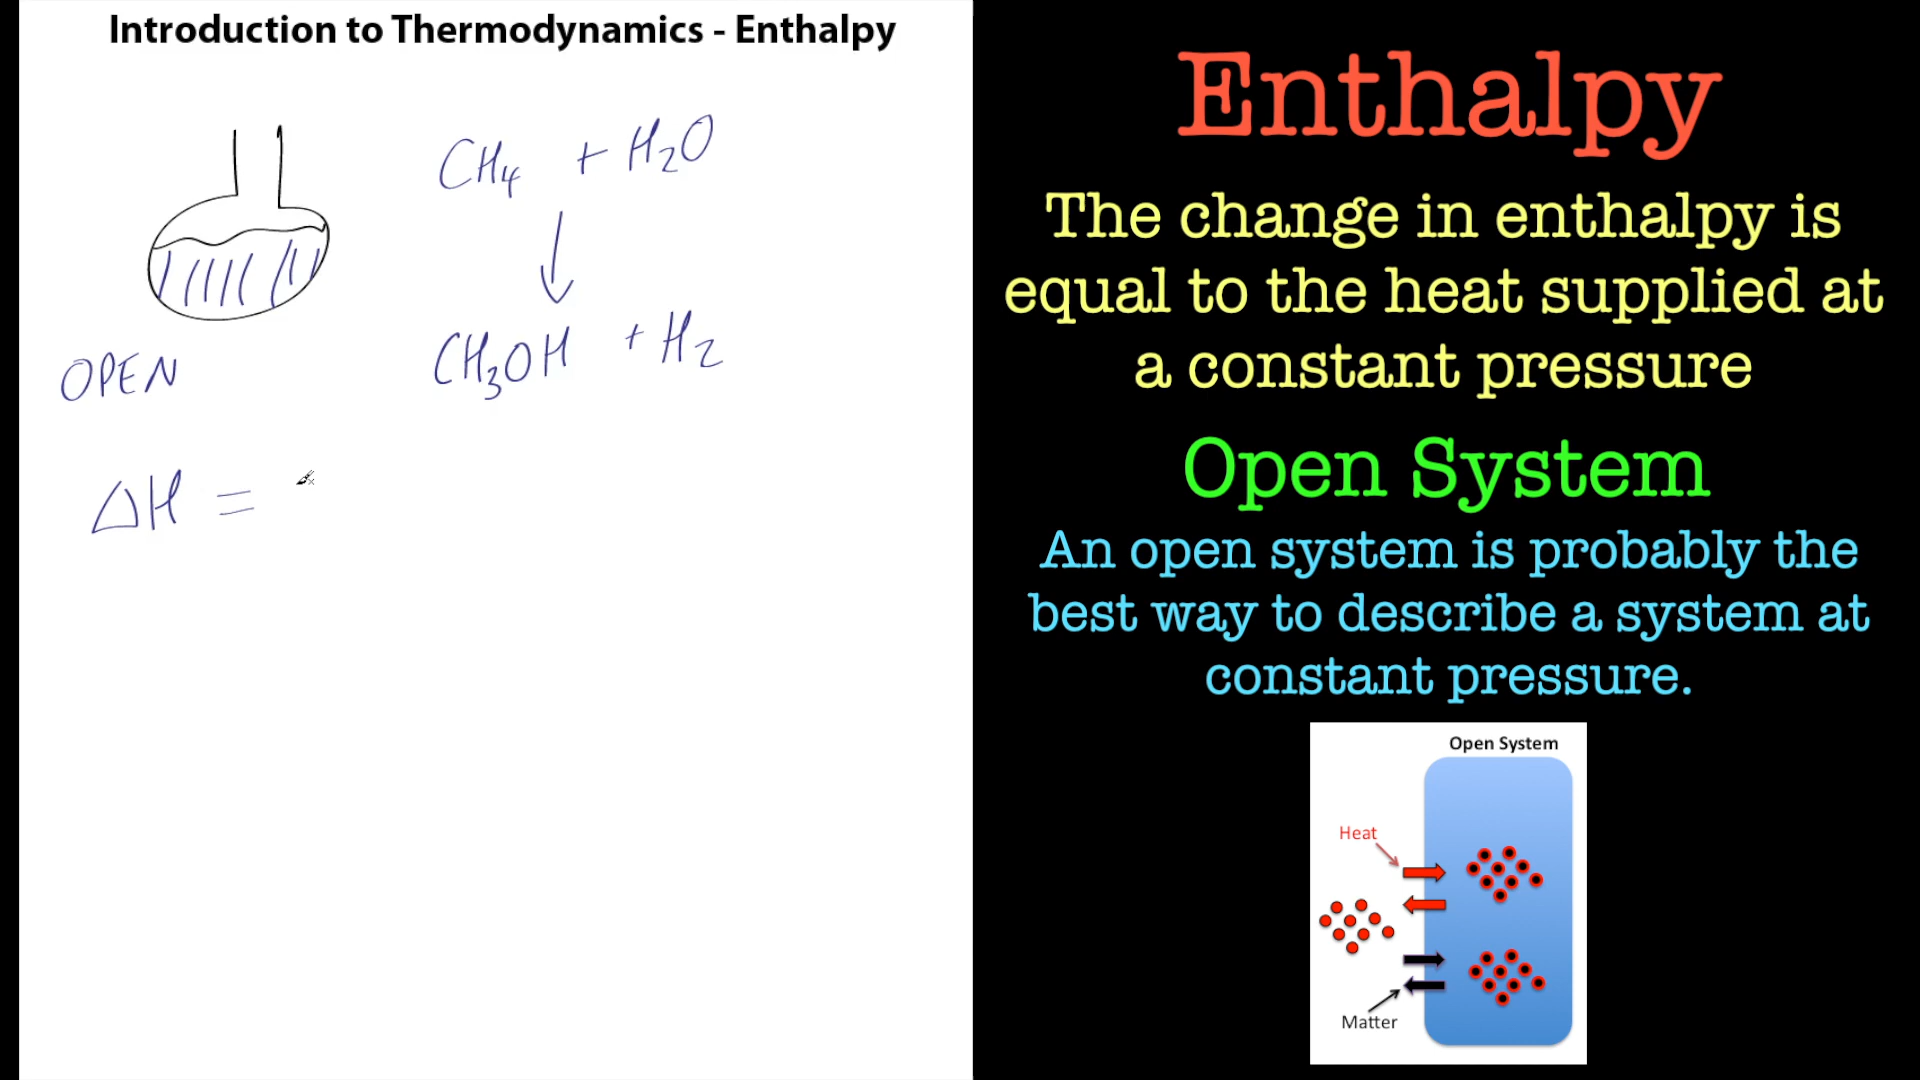 Introduction to Thermodynamics - Enthalpy
CH₄ + H₂O
↓
CH₃OH + H₂
OPEN
ΔH =
Enthalpy
The change in enthalpy is
equal to the heat supplied at
a constant pressure
Open System
An open system is probably the
best way to describe a system at
constant pressure.
Open System
Heat
Matter